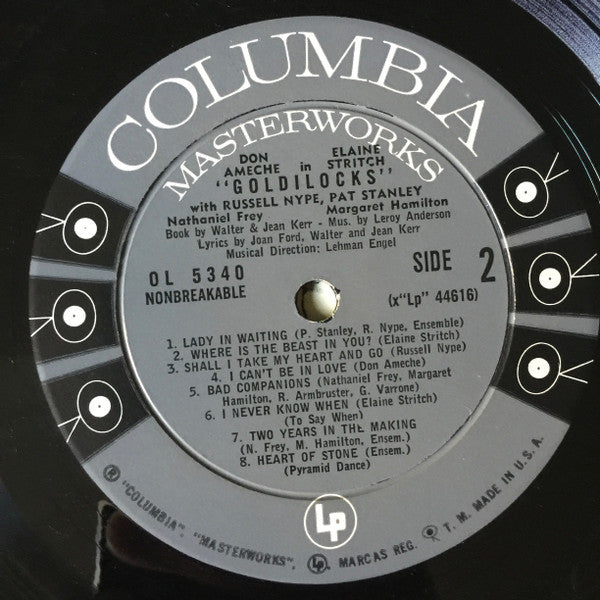 COLUMBIA
MASTERWORKS
DON AMECHE in ELAINE STRITCH
"GOLDILOCKS"
with RUSSELL NYPE, PAT STANLEY
Nathaniel Frey Margaret Hamilton
Book by Walter & Jean Kerr - Mus. by Leroy Anderson
Lyrics by Joan Ford, Walter and Jean Kerr
Musical Direction: Lehman Engel
OL 5340
NONBREAKABLE
SIDE 2
(x"Lp" 44616)
1. LADY IN WAITING (P. Stanley, R. Nype, Ensemble)
2. WHERE IS THE BEAST IN YOU? (Elaine Stritch)
3. SHALL I TAKE MY HEART AND GO (Russell Nype)
4. I CAN'T BE IN LOVE (Don Ameche)
5. BAD COMPANIONS (Nathaniel Frey, Margaret
Hamilton, R. Armbruster, G. Varrone)
6. I NEVER KNOW WHEN (Elaine Stritch)
(To Say When)
7. TWO YEARS IN THE MAKING
(N. Frey, M. Hamilton, Ensem.)
8. HEART OF STONE (Ensem.)
(Pyramid Dance)
Lp
® "COLUMBIA", "MASTERWORKS", Lp MARCAS REG. T. M. MADE IN U. S. A.